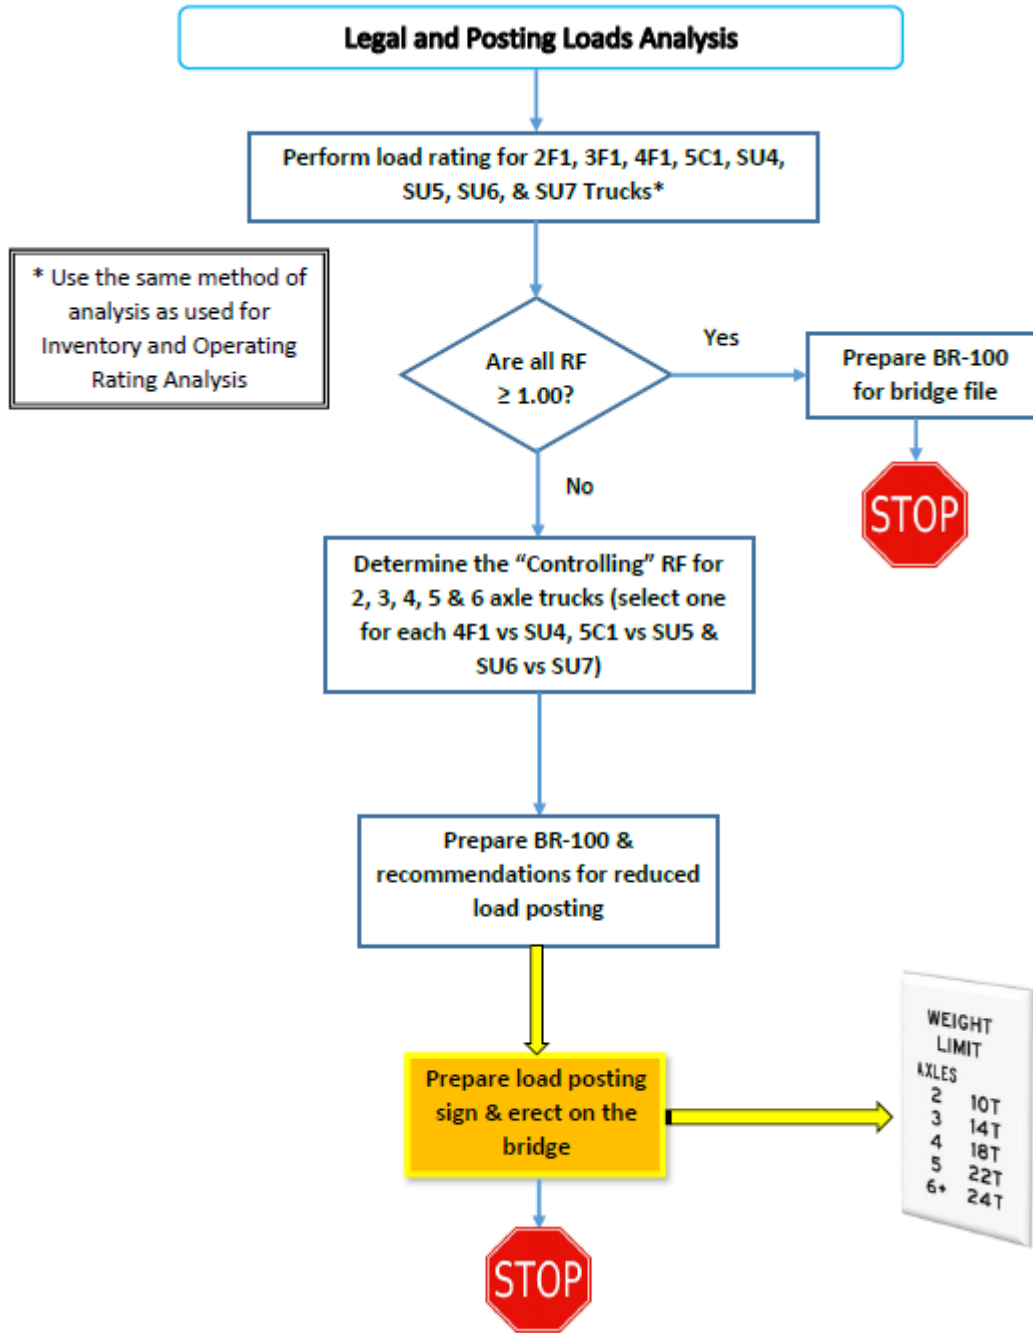 Legal and Posting Loads Analysis
Perform load rating for 2F1, 3F1, 4F1, 5C1, SU4,
SU5, SU6, & SU7 Trucks*
* Use the same method of
analysis as used for
Inventory and Operating
Rating Analysis
Are all RF
≥ 1.00?
Yes
Prepare BR-100
for bridge file
STOP
No
Determine the “Controlling” RF for
2, 3, 4, 5 & 6 axle trucks (select one
for each 4F1 vs SU4, 5C1 vs SU5 &
SU6 vs SU7)
Prepare BR-100 &
recommendations for reduced
load posting
Prepare load posting
sign & erect on the
bridge
WEIGHT
LIMIT
AXLES
2 10T
3 14T
4 18T
5 22T
6+ 24T
STOP